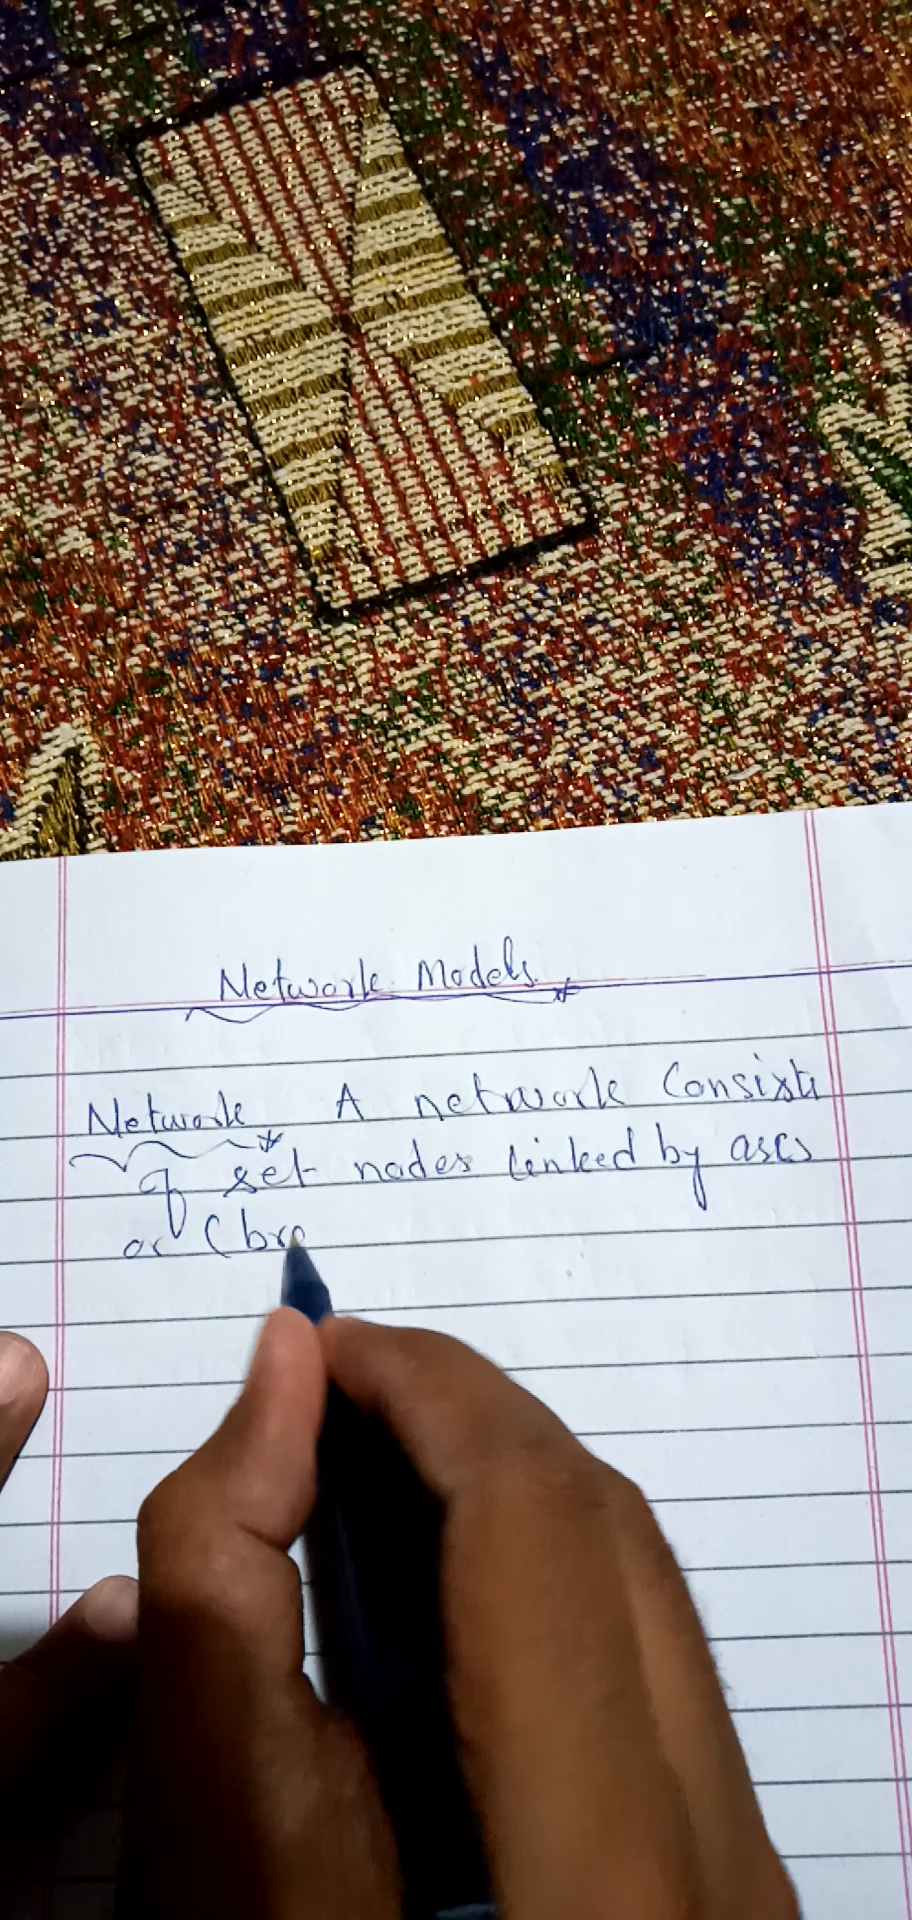 Network Models
Network A network Consists
of set nodes linked by arcs
or (bra